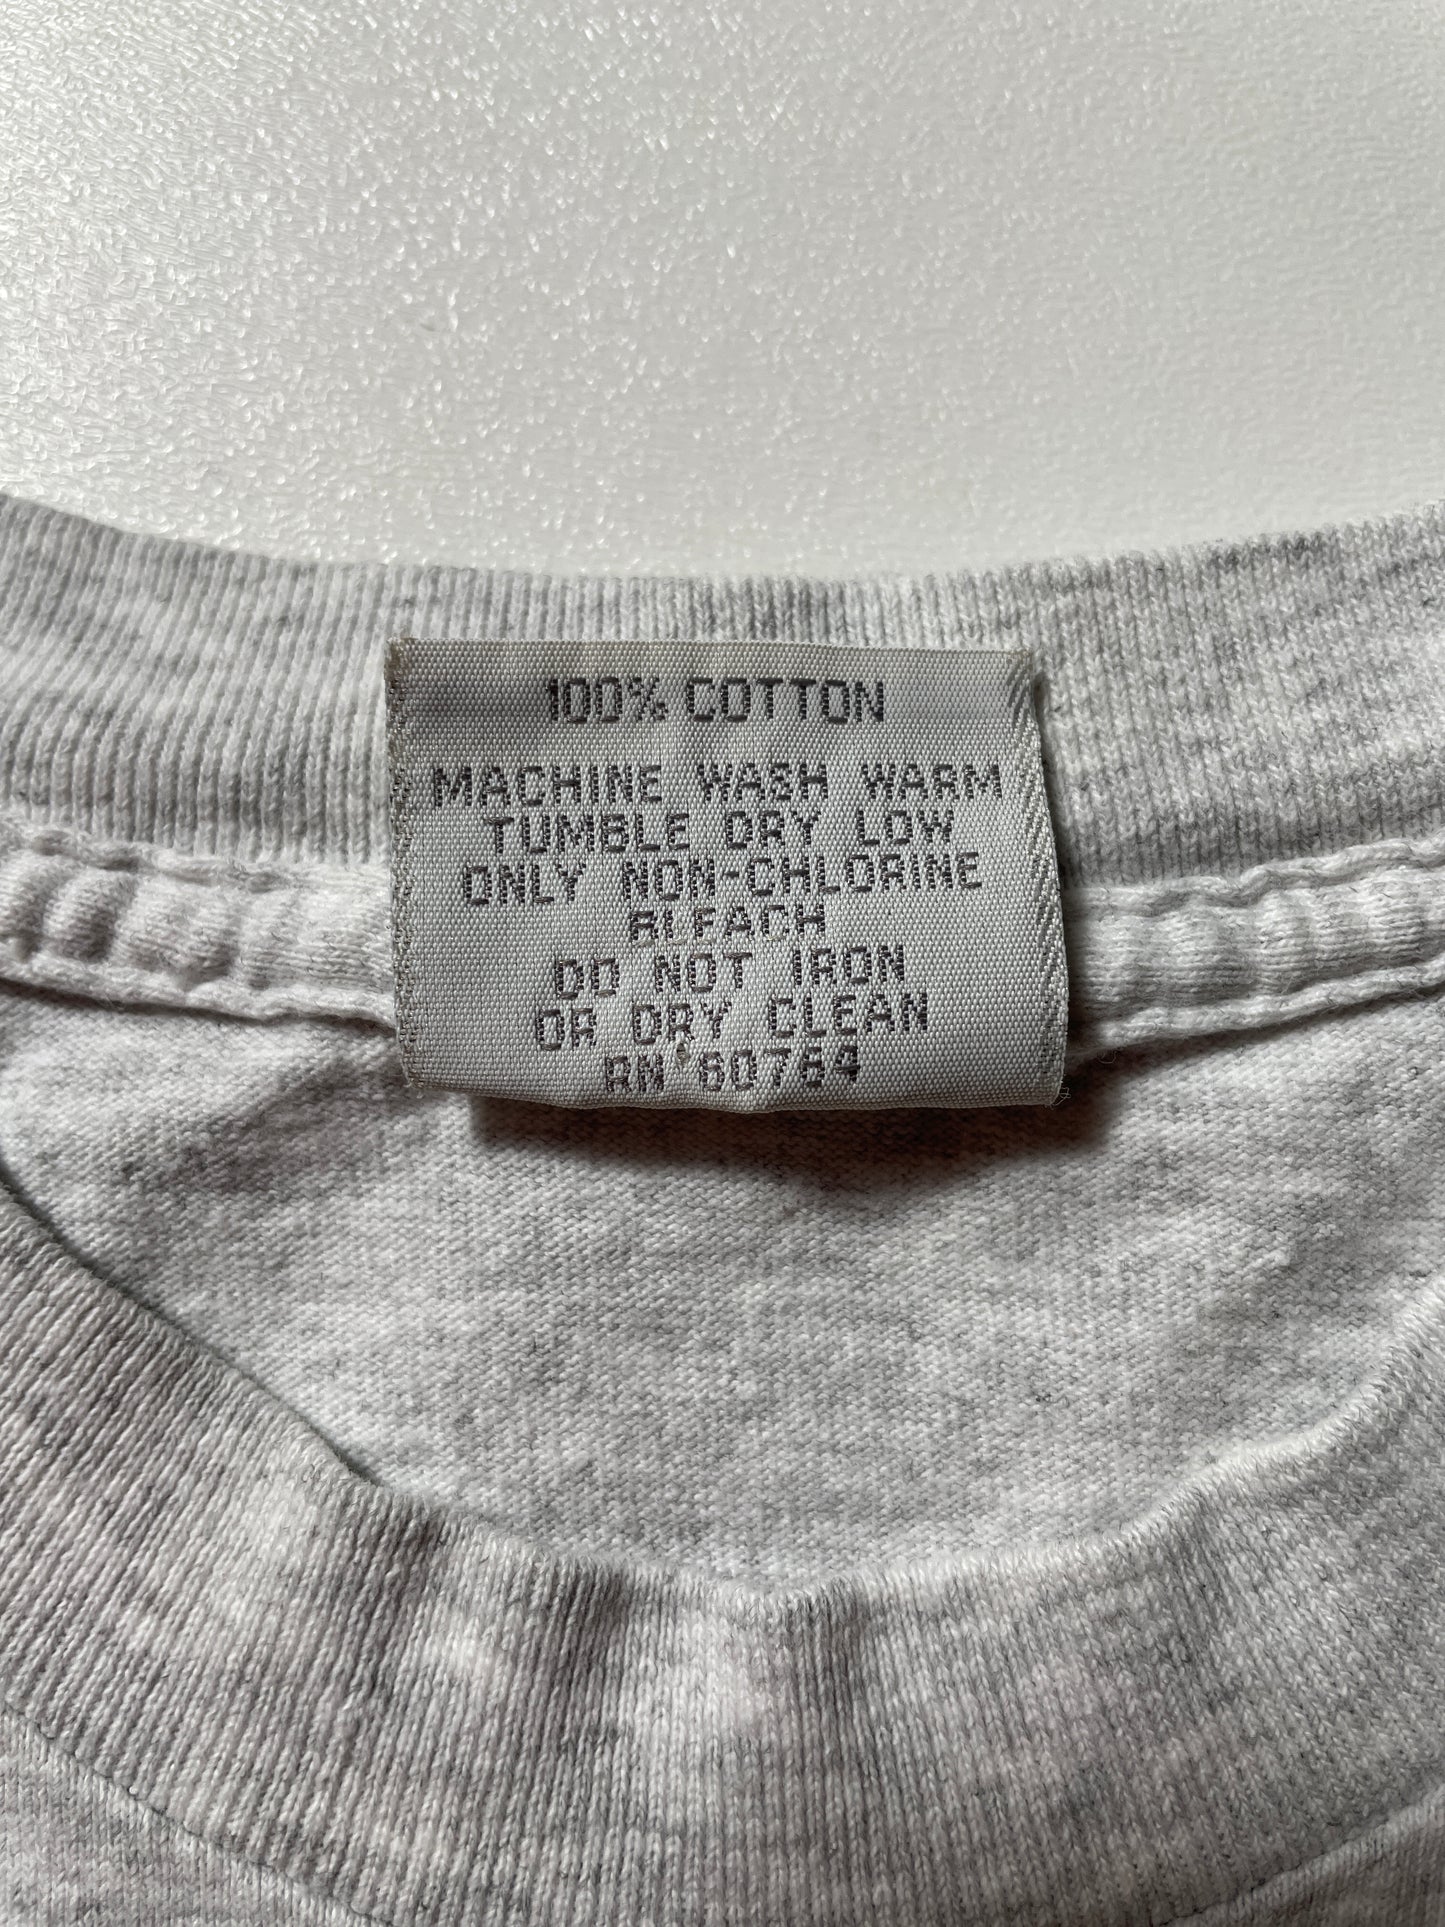 100% COTTON
MACHINE WASH WARM
TUMBLE DRY LOW
ONLY NON-CHLORINE
BLEACH
DO NOT IRON
OR DRY CLEAN
RN 60764